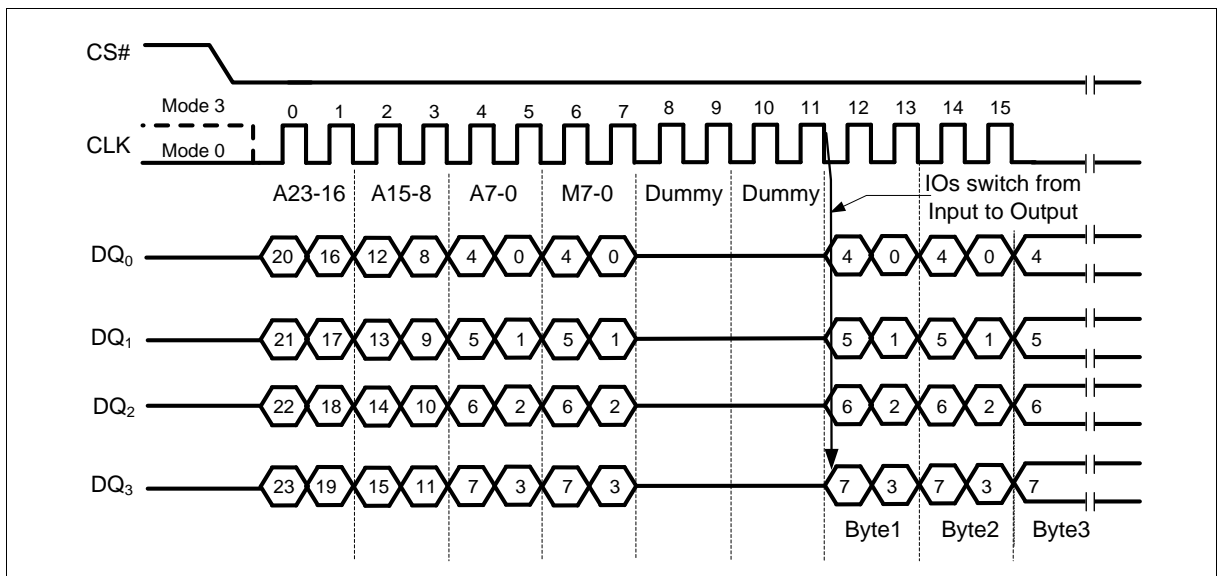 CS#
Mode 3
0 1 2 3 4 5 6 7 8 9 10 11 12 13 14 15
CLK
Mode 0
A23-16 A15-8 A7-0 M7-0 Dummy Dummy
IOs switch from
Input to Output
DQ0 20 16 12 8 4 0 4 0 4 0 4 0 4
DQ1 21 17 13 9 5 1 5 1 5 1 5 1 5
DQ2 22 18 14 10 6 2 6 2 6 2 6 2 6
DQ3 23 19 15 11 7 3 7 3 7 3 7 3 7
Byte1 Byte2 Byte3